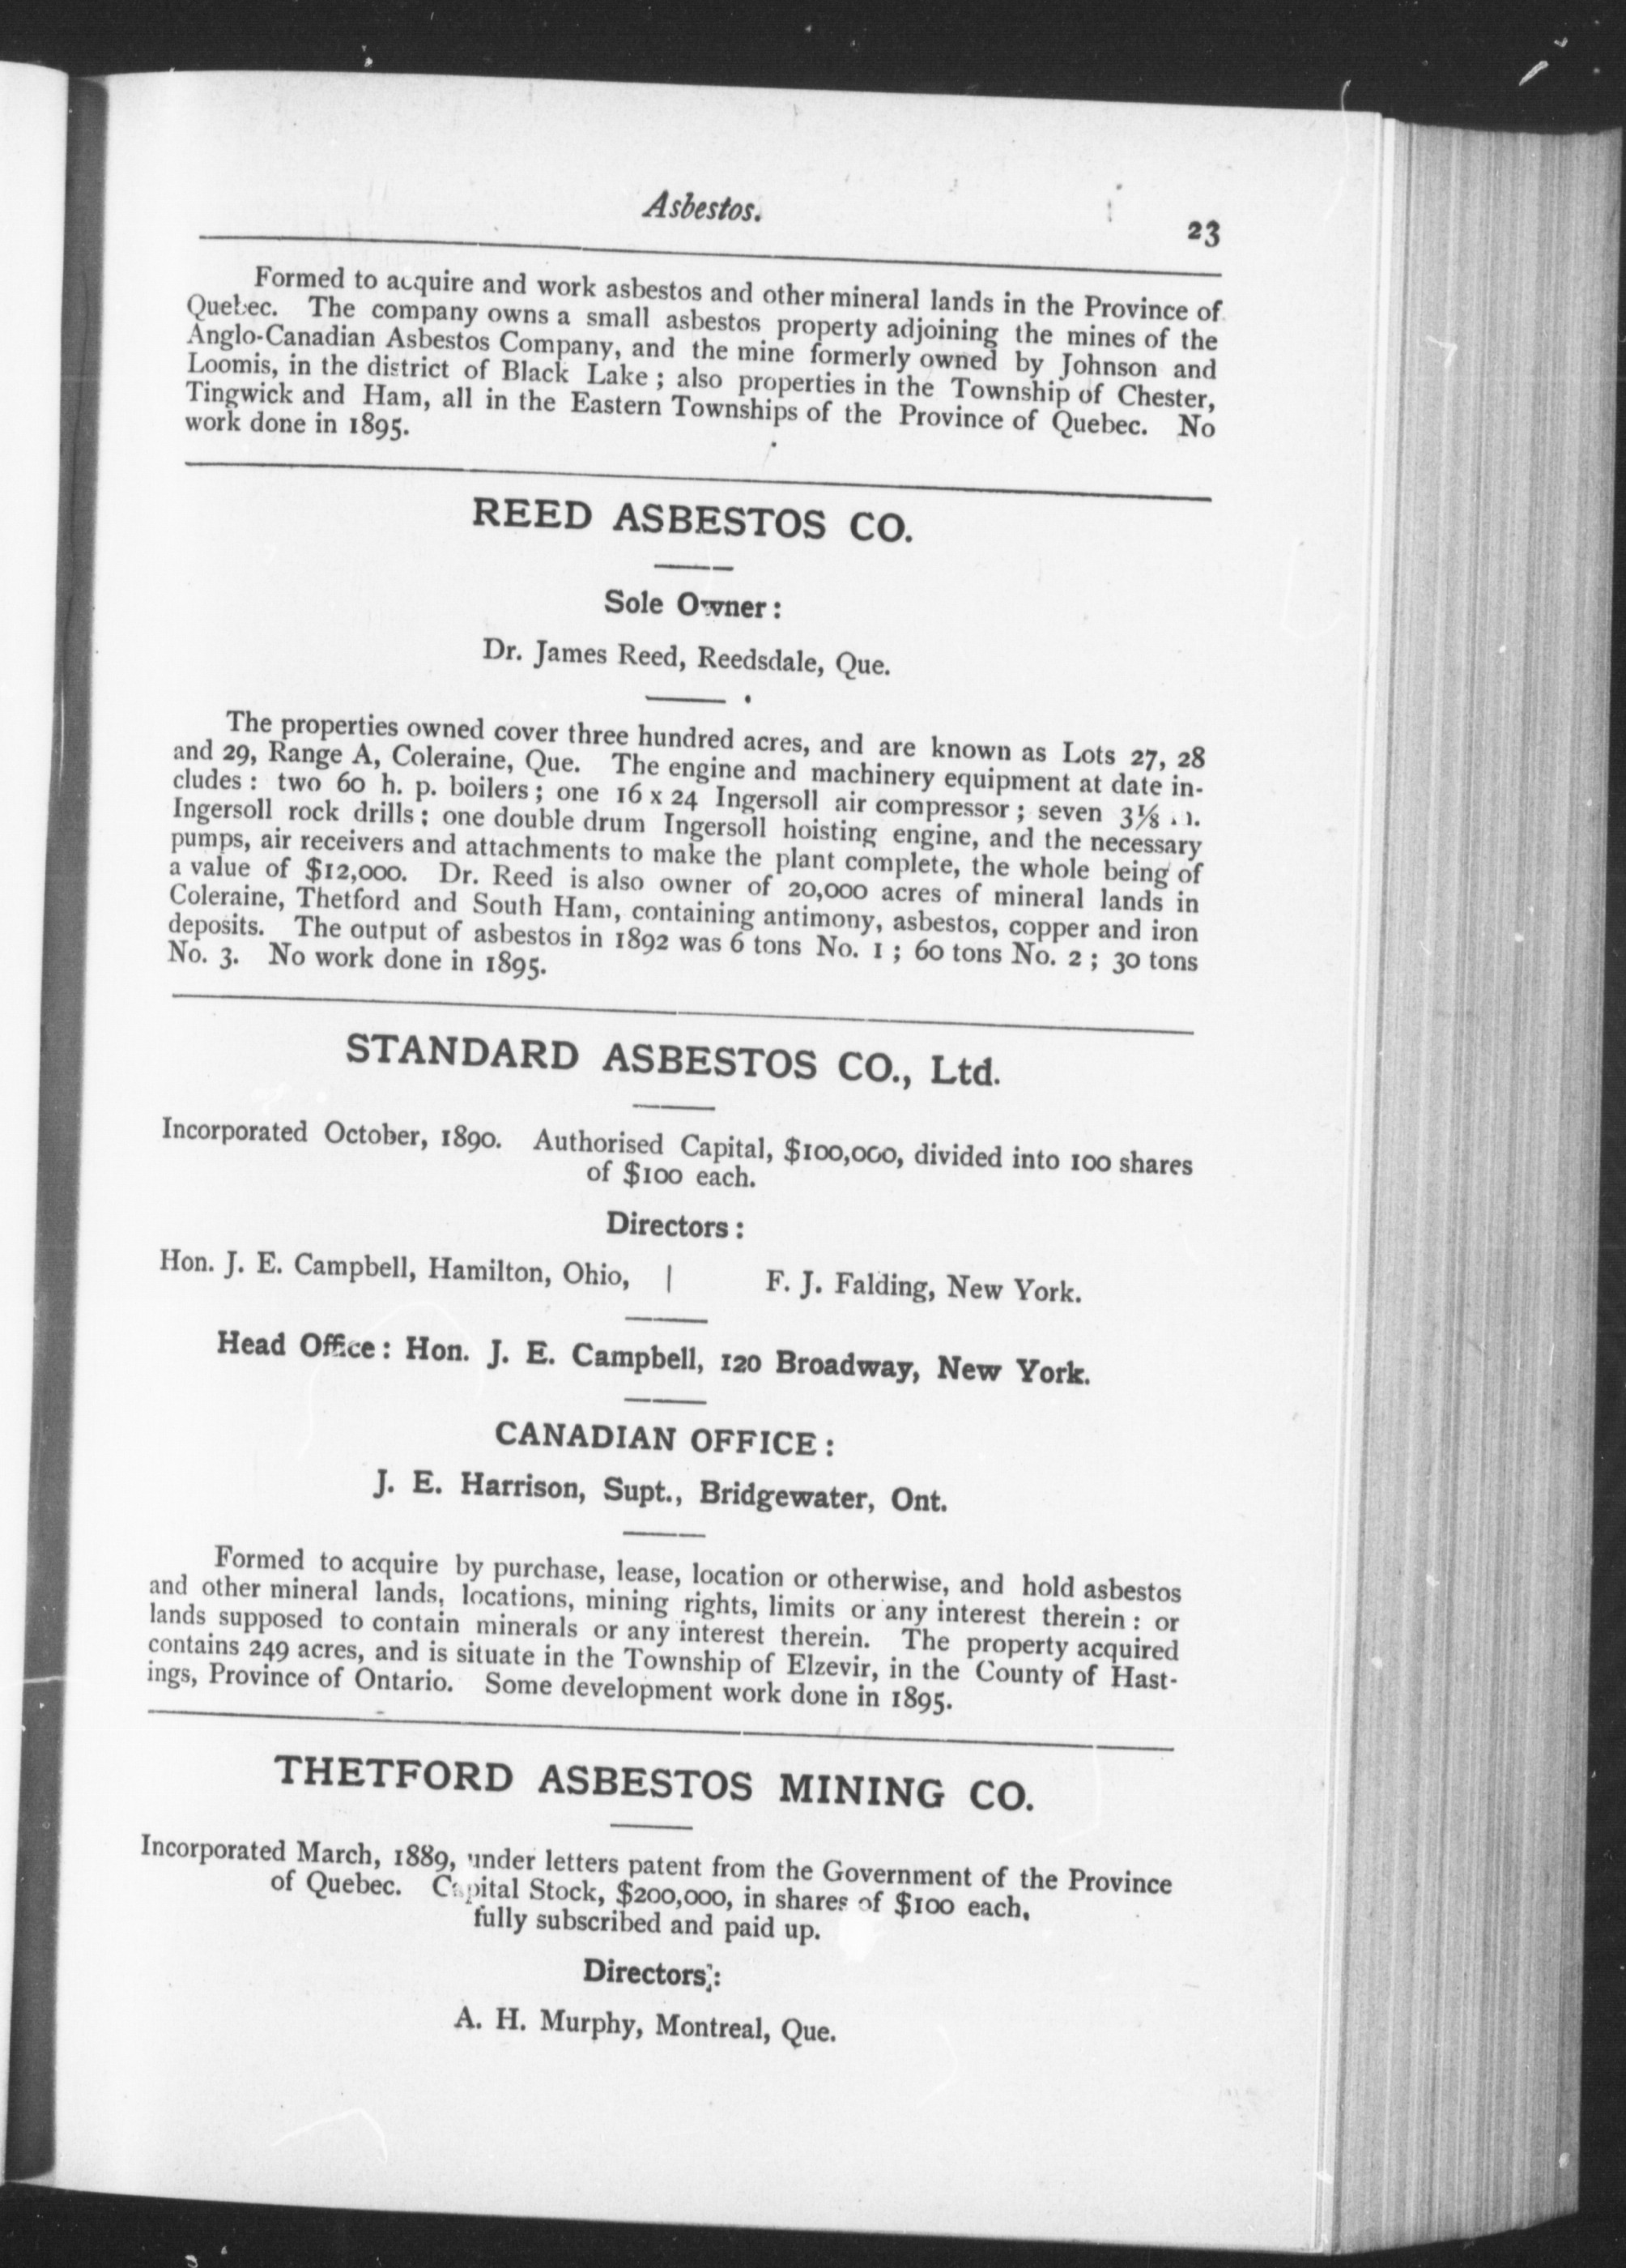 Asbestos.
23
Formed to acquire and work asbestos and other mineral lands in the Province of
Quebec. The company owns a small asbestos property adjoining the mines of the
Anglo-Canadian Asbestos Company, and the mine formerly owned by Johnson and
Loomis, in the district of Black Lake ; also properties in the Township of Chester,
Tingwick and Ham, all in the Eastern Townships of the Province of Quebec. No
work done in 1895.
REED ASBESTOS CO.
Sole Owner :
Dr. James Reed, Reedsdale, Que.
The properties owned cover three hundred acres, and are known as Lots 27, 28
and 29, Range A, Coleraine, Que. The engine and machinery equipment at date in-
cludes : two 60 h. p. boilers ; one 16 x 24 Ingersoll air compressor ; seven 3⅛ in.
Ingersoll rock drills ; one double drum Ingersoll hoisting engine, and the necessary
pumps, air receivers and attachments to make the plant complete, the whole being of
a value of $12,000. Dr. Reed is also owner of 20,000 acres of mineral lands in
Coleraine, Thetford and South Ham, containing antimony, asbestos, copper and iron
deposits. The output of asbestos in 1892 was 6 tons No. 1 ; 60 tons No. 2 ; 30 tons
No. 3. No work done in 1895.
STANDARD ASBESTOS CO., Ltd.
Incorporated October, 1890. Authorised Capital, $100,000, divided into 100 shares
of $100 each.
Directors :
Hon. J. E. Campbell, Hamilton, Ohio, | F. J. Falding, New York.
Head Office : Hon. J. E. Campbell, 120 Broadway, New York.
CANADIAN OFFICE :
J. E. Harrison, Supt., Bridgewater, Ont.
Formed to acquire by purchase, lease, location or otherwise, and hold asbestos
and other mineral lands, locations, mining rights, limits or any interest therein : or
lands supposed to contain minerals or any interest therein. The property acquired
contains 249 acres, and is situate in the Township of Elzevir, in the County of Hast-
ings, Province of Ontario. Some development work done in 1895.
THETFORD ASBESTOS MINING CO.
Incorporated March, 1889, under letters patent from the Government of the Province
of Quebec. Capital Stock, $200,000, in shares of $100 each,
fully subscribed and paid up.
Directors :
A. H. Murphy, Montreal, Que.